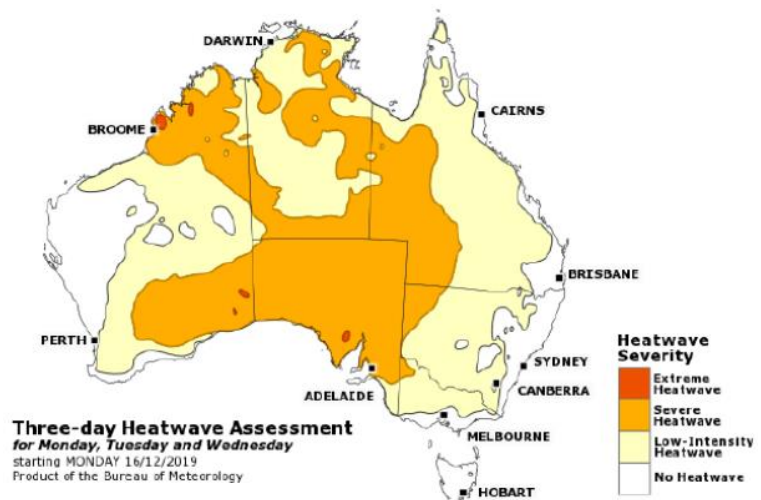 DARWIN
CAIRNS
BROOME
BRISBANE
PERTH
SYDNEY
ADELAIDE
CANBERRA
MELBOURNE
HOBART
Heatwave
Severity
Extreme
Heatwave
Severe
Heatwave
Low-Intensity
Heatwave
No Heatwave
Three-day Heatwave Assessment
for Monday, Tuesday and Wednesday
starting MONDAY 16/12/2019
Product of the Bureau of Meteorology